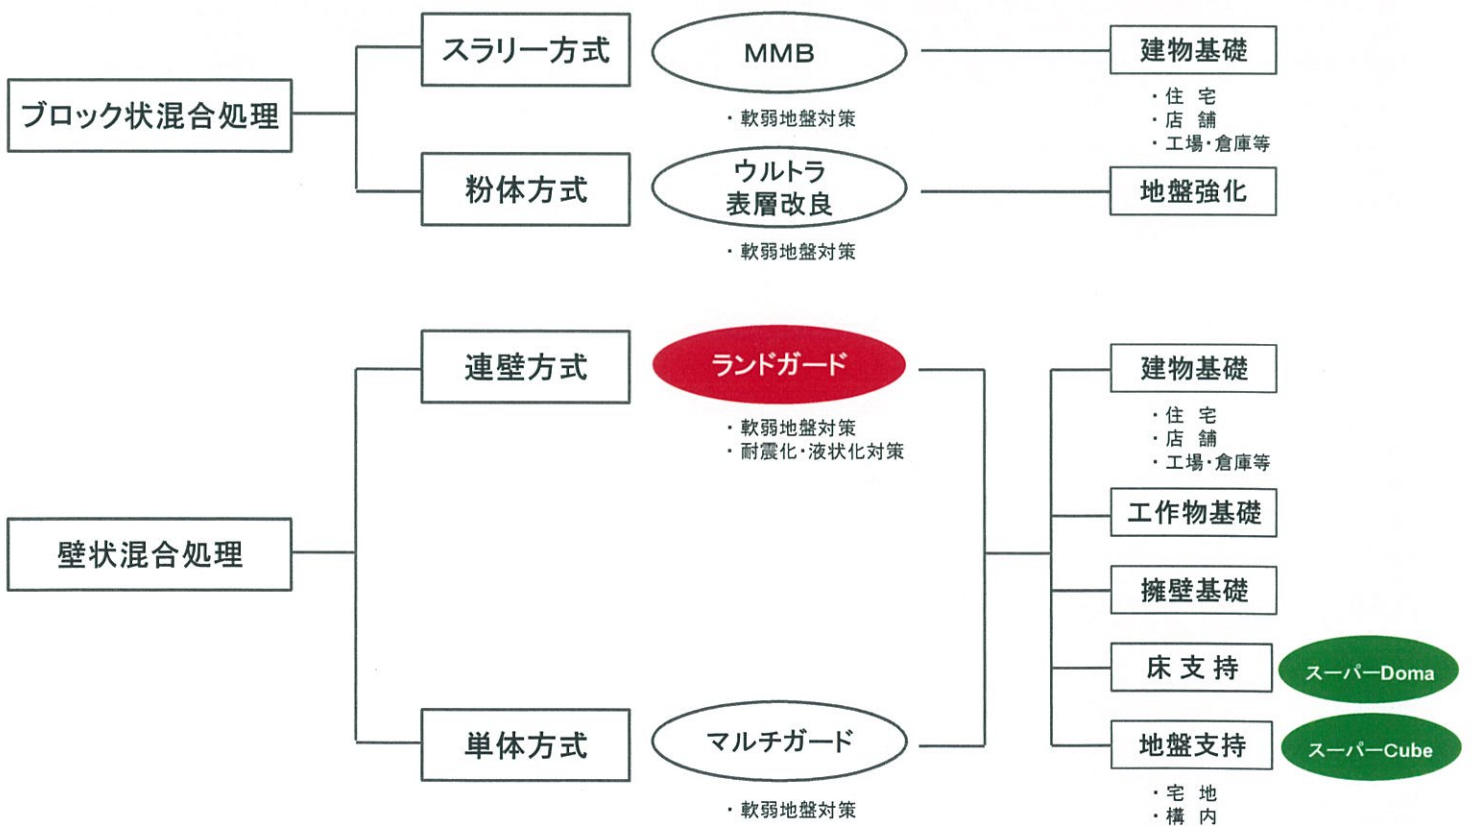 ブロック状混合処理
スラリー方式
MMB
・軟弱地盤対策
建物基礎
・住 宅
・店 舗
・工場・倉庫等
粉体方式
ウルトラ
表層改良
・軟弱地盤対策
地盤強化
壁状混合処理
連壁方式
ランドガード
・軟弱地盤対策
・耐震化・液状化対策
単体方式
マルチガード
・軟弱地盤対策
建物基礎
・住 宅
・店 舗
・工場・倉庫等
工作物基礎
擁壁基礎
床支持
スーパーDoma
地盤支持
スーパーCube
・宅 地
・構 内